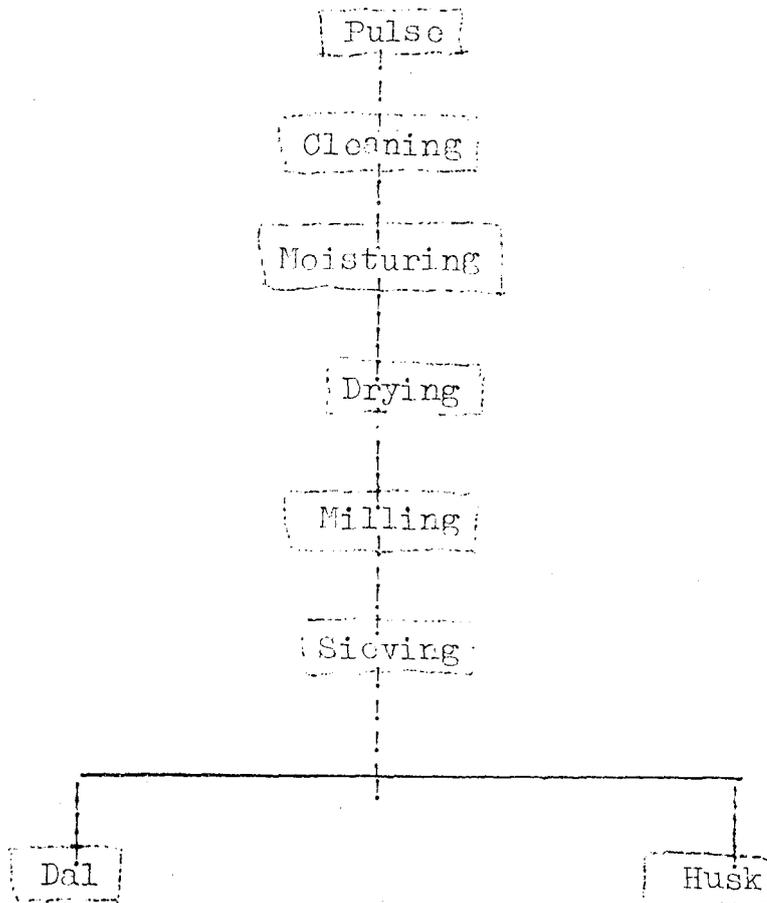 Pulse
Cleaning
Moisturing
Drying
Milling
Sieving
Dal
Husk